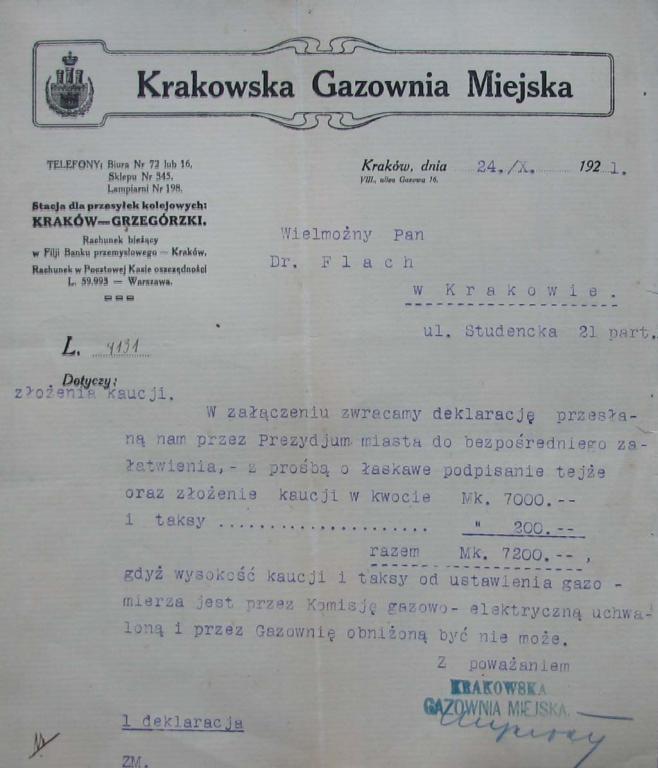 Krakowska Gazownia Miejska
TELEFONY: Biura Nr 72 lub 16,
Sklepu Nr 345,
Lampiarni Nr 198.
Stacja dla przesyłek kolejowych:
KRAKÓW—GRZEGÓRZKI.
Rachunek bieżący
w Filji Banku przemysłowego — Kraków,
Rachunek w Pocztowej Kasie oszczędności
L. 59.993 — Warszawa.
Kraków, dnia 24./X. 1921.
VIII., ulica Gazowa 16.
Wielmożny Pan
Dr. Flach
w Krakowie.
ul. Studencka 21 part.
L. 4131
Dotyczy:
złożenia kaucji.
W załączeniu zwracamy deklarację przesła-
ną nam przez Prezydjum miasta do bezpośredniego za-
łatwienia,- z prośbą o łaskawe podpisanie tejże
oraz złożenie kaucji w kwocie Mk. 7000.--
i taksy ..................... " 200.--
razem Mk. 7200.--,
gdyż wysokość kaucji i taksy od ustawienia gazo -
mierza jest przez Komisję gazowo- elektryczną uchwa-
loną i przez Gazownię obniżoną być nie może.
Z poważaniem
KRAKOWSKA
GAZOWNIA MIEJSKA.
1 deklaracja
ZM.